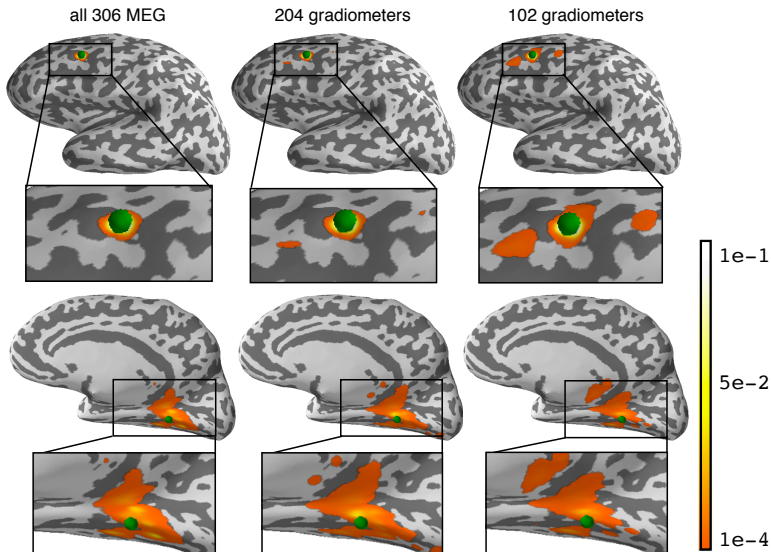 all 306 MEG
204 gradiometers
102 gradiometers
1e-1
5e-2
1e-4